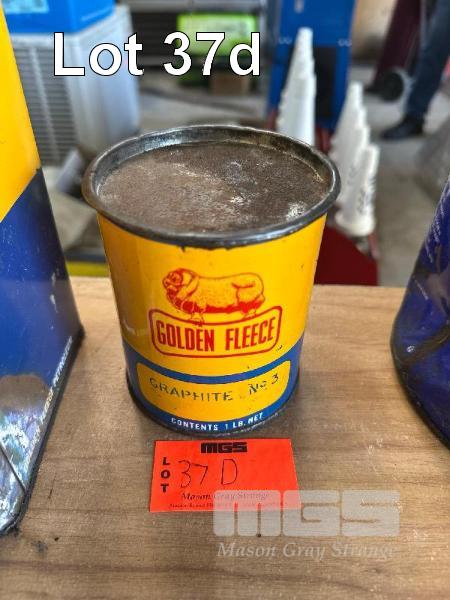 Lot 37d
GOLDEN FLEECE
GRAPHITE No 3
CONTENTS 1 LB. NET
MGS
LOT
37 D
Mason Gray Strange
MGS
Mason Gray Strange